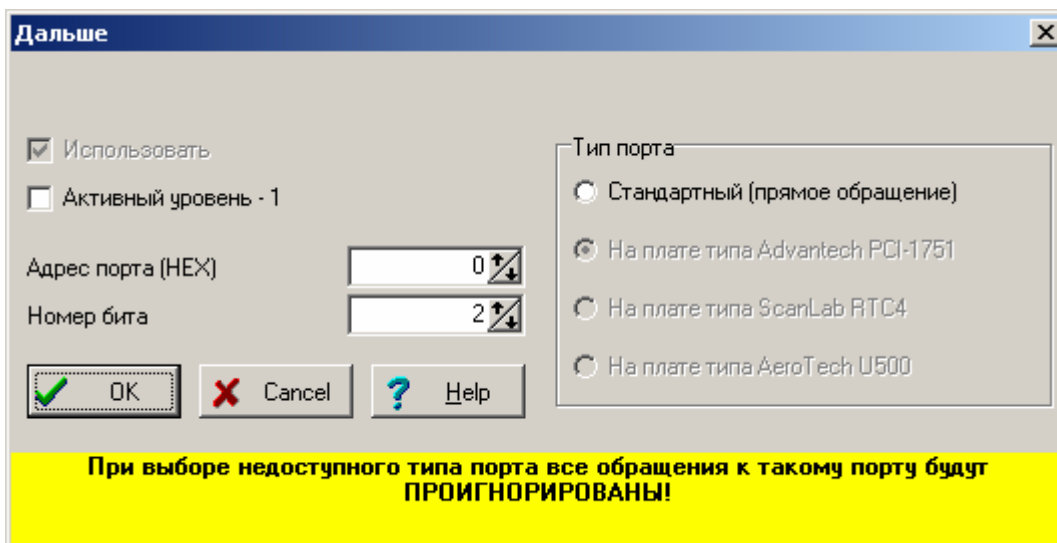 Дальше
Использовать
Активный уровень - 1
Адрес порта (HEX)
0
Номер бита
2
OK
Cancel
Help
Тип порта
Стандартный (прямое обращение)
На плате типа Advantech PCI-1751
На плате типа ScanLab RTC4
На плате типа AeroTech U500
При выборе недоступного типа порта все обращения к такому порту будут
ПРОИГНОРИРОВАНЫ!